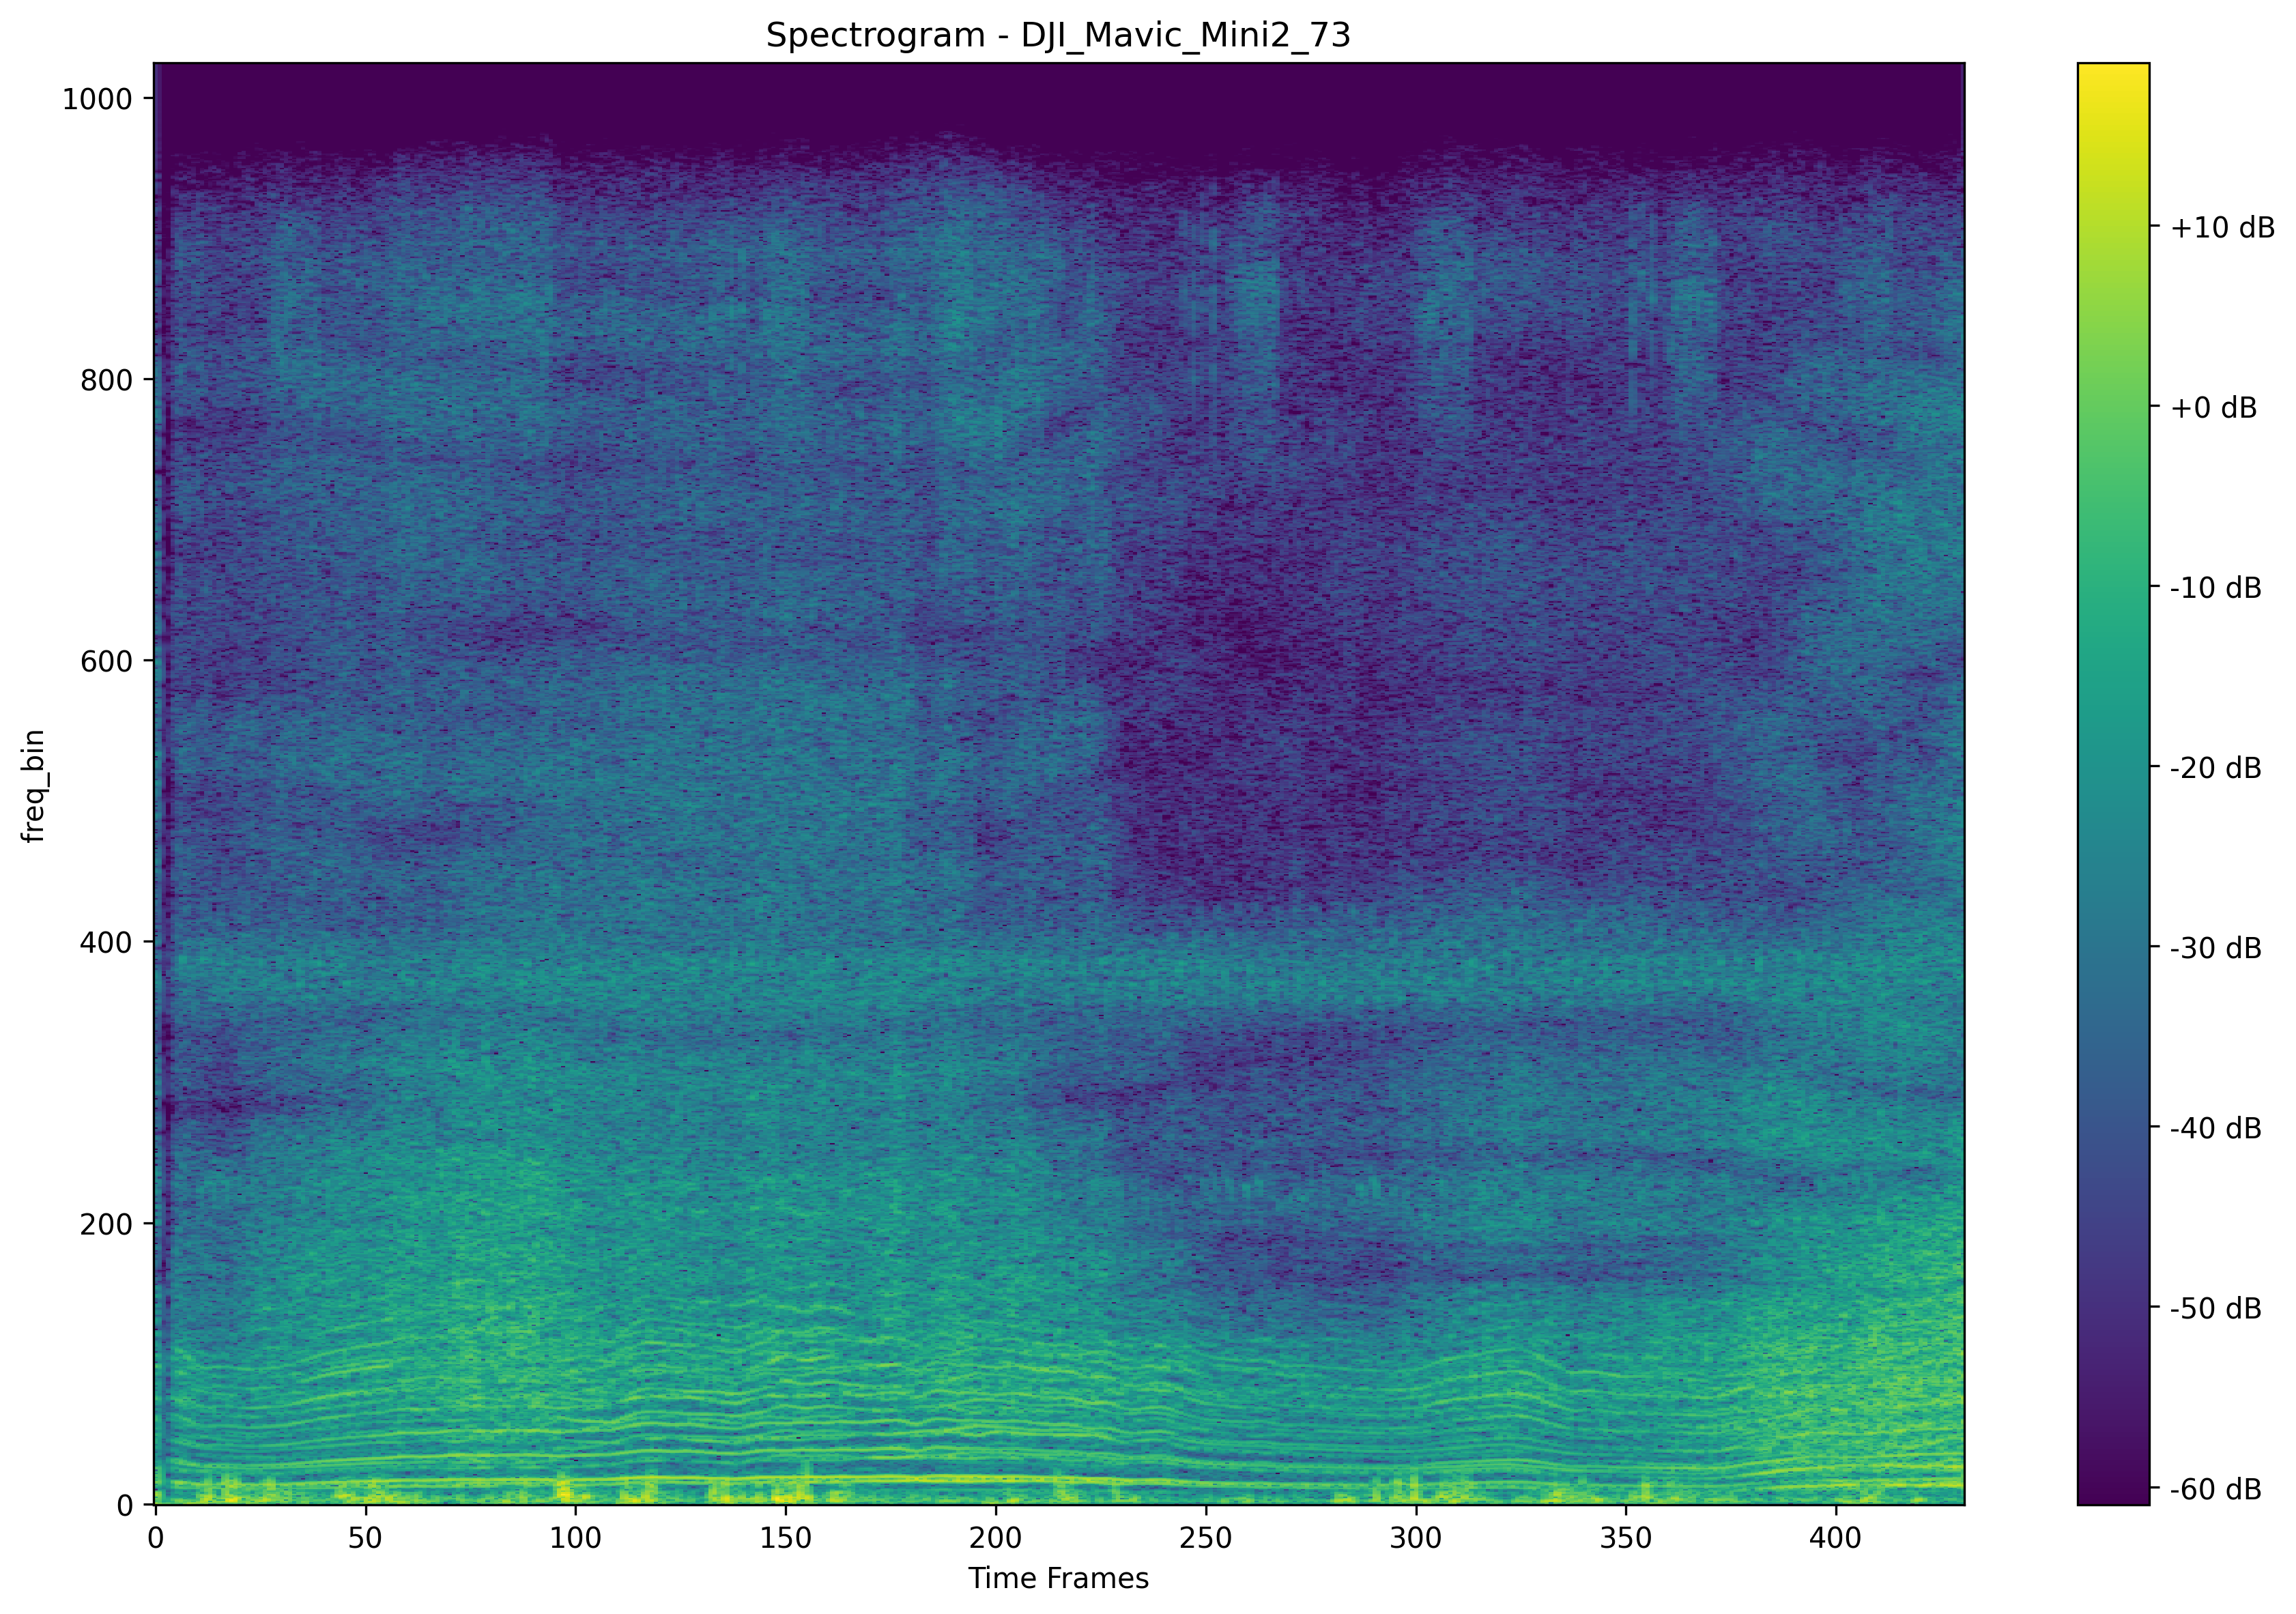 Spectrogram - DJI_Mavic_Mini2_73
1000
800
600
400
200
0
freq_bin
0 50 100 150 200 250 300 350 400
Time Frames
+10 dB
+0 dB
-10 dB
-20 dB
-30 dB
-40 dB
-50 dB
-60 dB